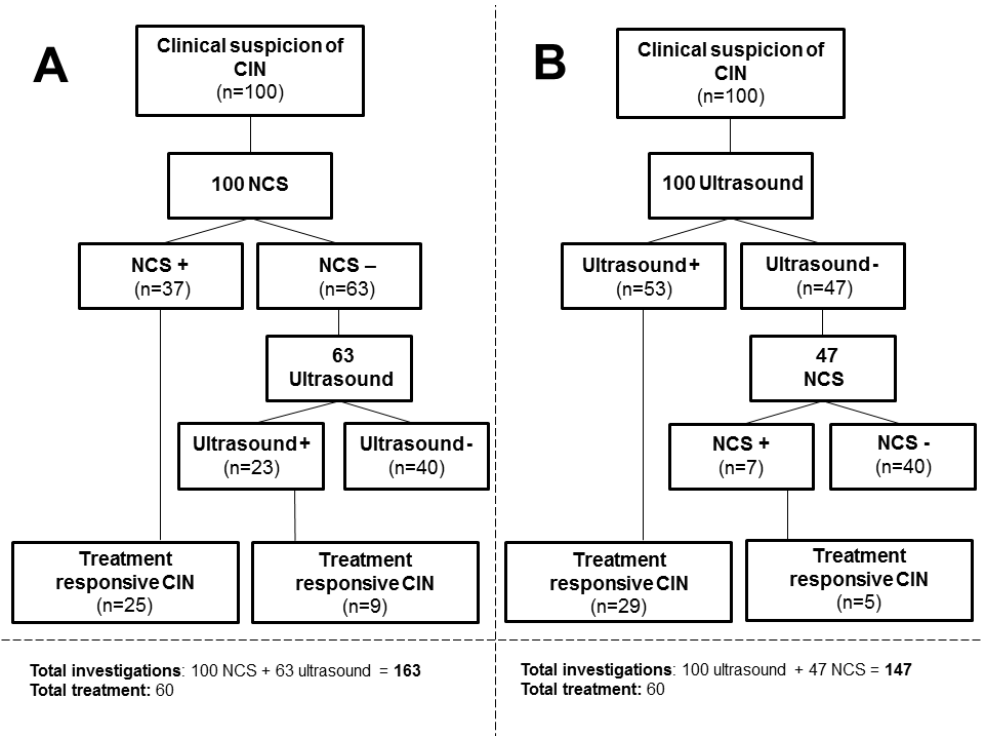 A
Clinical suspicion of
CIN
(n=100)
100 NCS
NCS +
(n=37)
NCS –
(n=63)
63
Ultrasound
Ultrasound +
(n=23)
Ultrasound -
(n=40)
Treatment
responsive CIN
(n=25)
Treatment
responsive CIN
(n=9)
Total investigations: 100 NCS + 63 ultrasound = 163
Total treatment: 60
B
Clinical suspicion of
CIN
(n=100)
100 Ultrasound
Ultrasound +
(n=53)
Ultrasound -
(n=47)
47
NCS
NCS +
(n=7)
NCS -
(n=40)
Treatment
responsive CIN
(n=29)
Treatment
responsive CIN
(n=5)
Total investigations: 100 ultrasound + 47 NCS = 147
Total treatment: 60